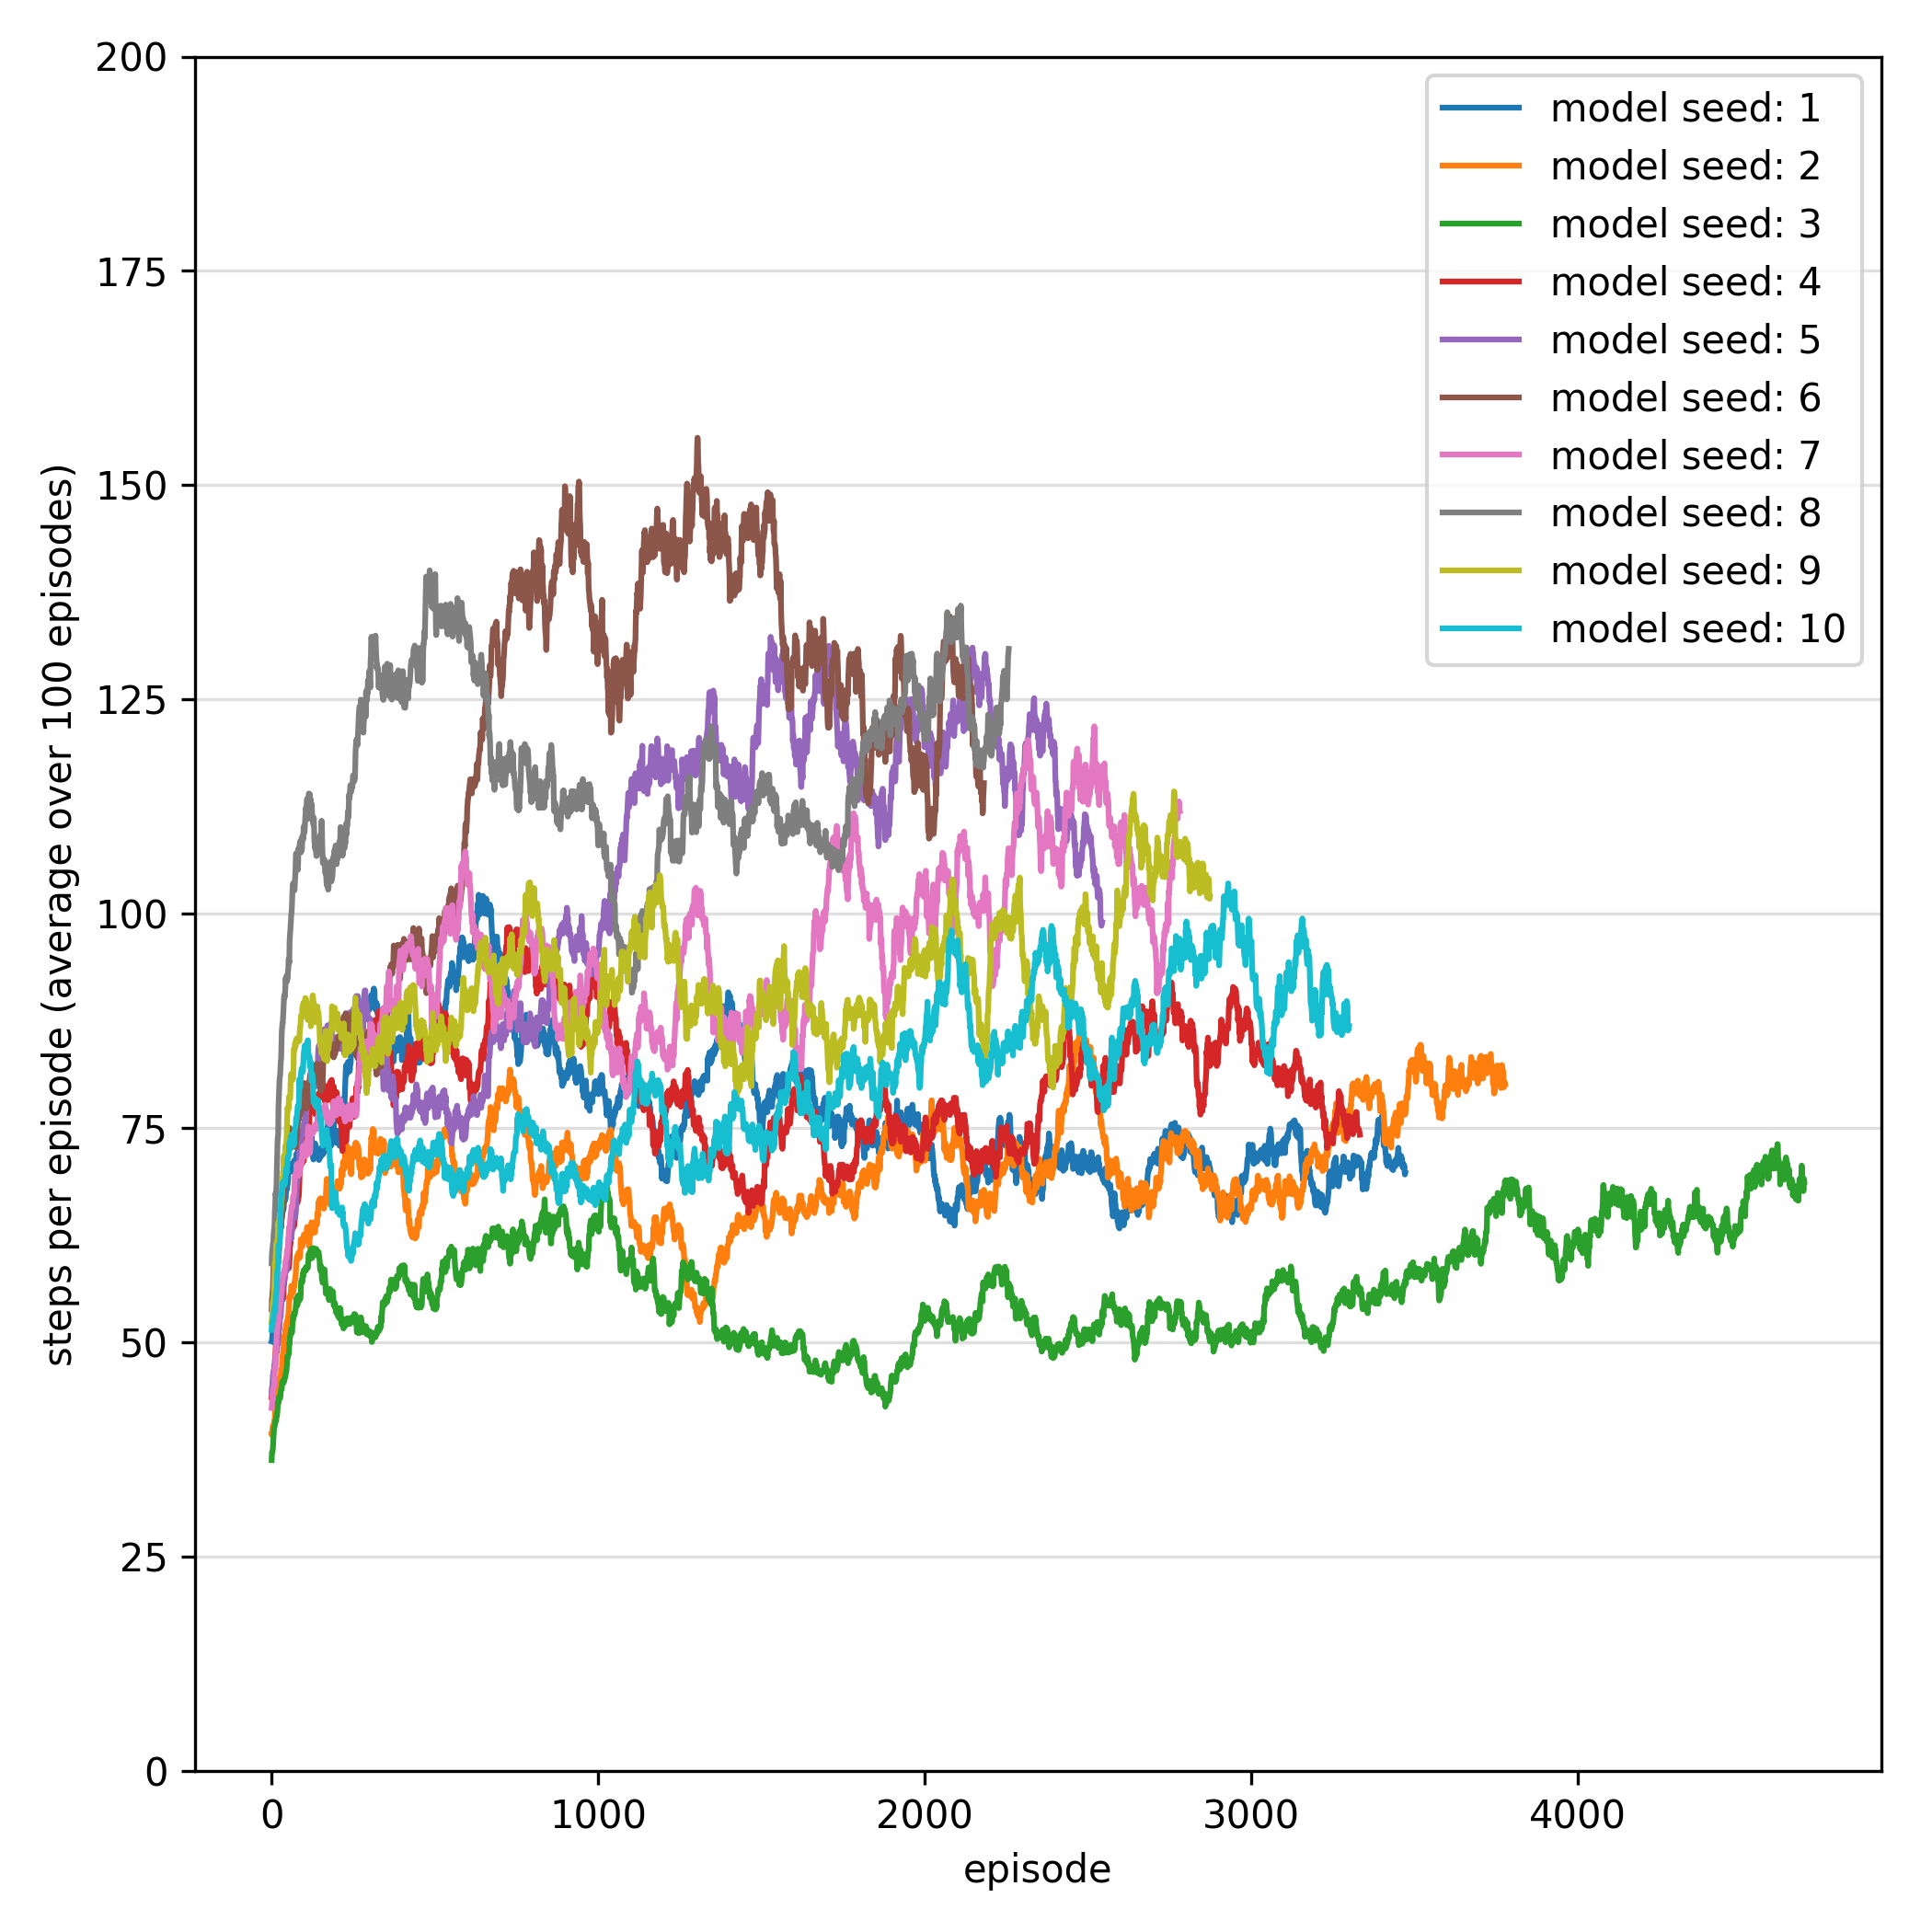 steps per episode (average over 100 episodes)
200
175
150
125
100
75
50
25
0
0 1000 2000 3000 4000
episode
model seed: 1
model seed: 2
model seed: 3
model seed: 4
model seed: 5
model seed: 6
model seed: 7
model seed: 8
model seed: 9
model seed: 10